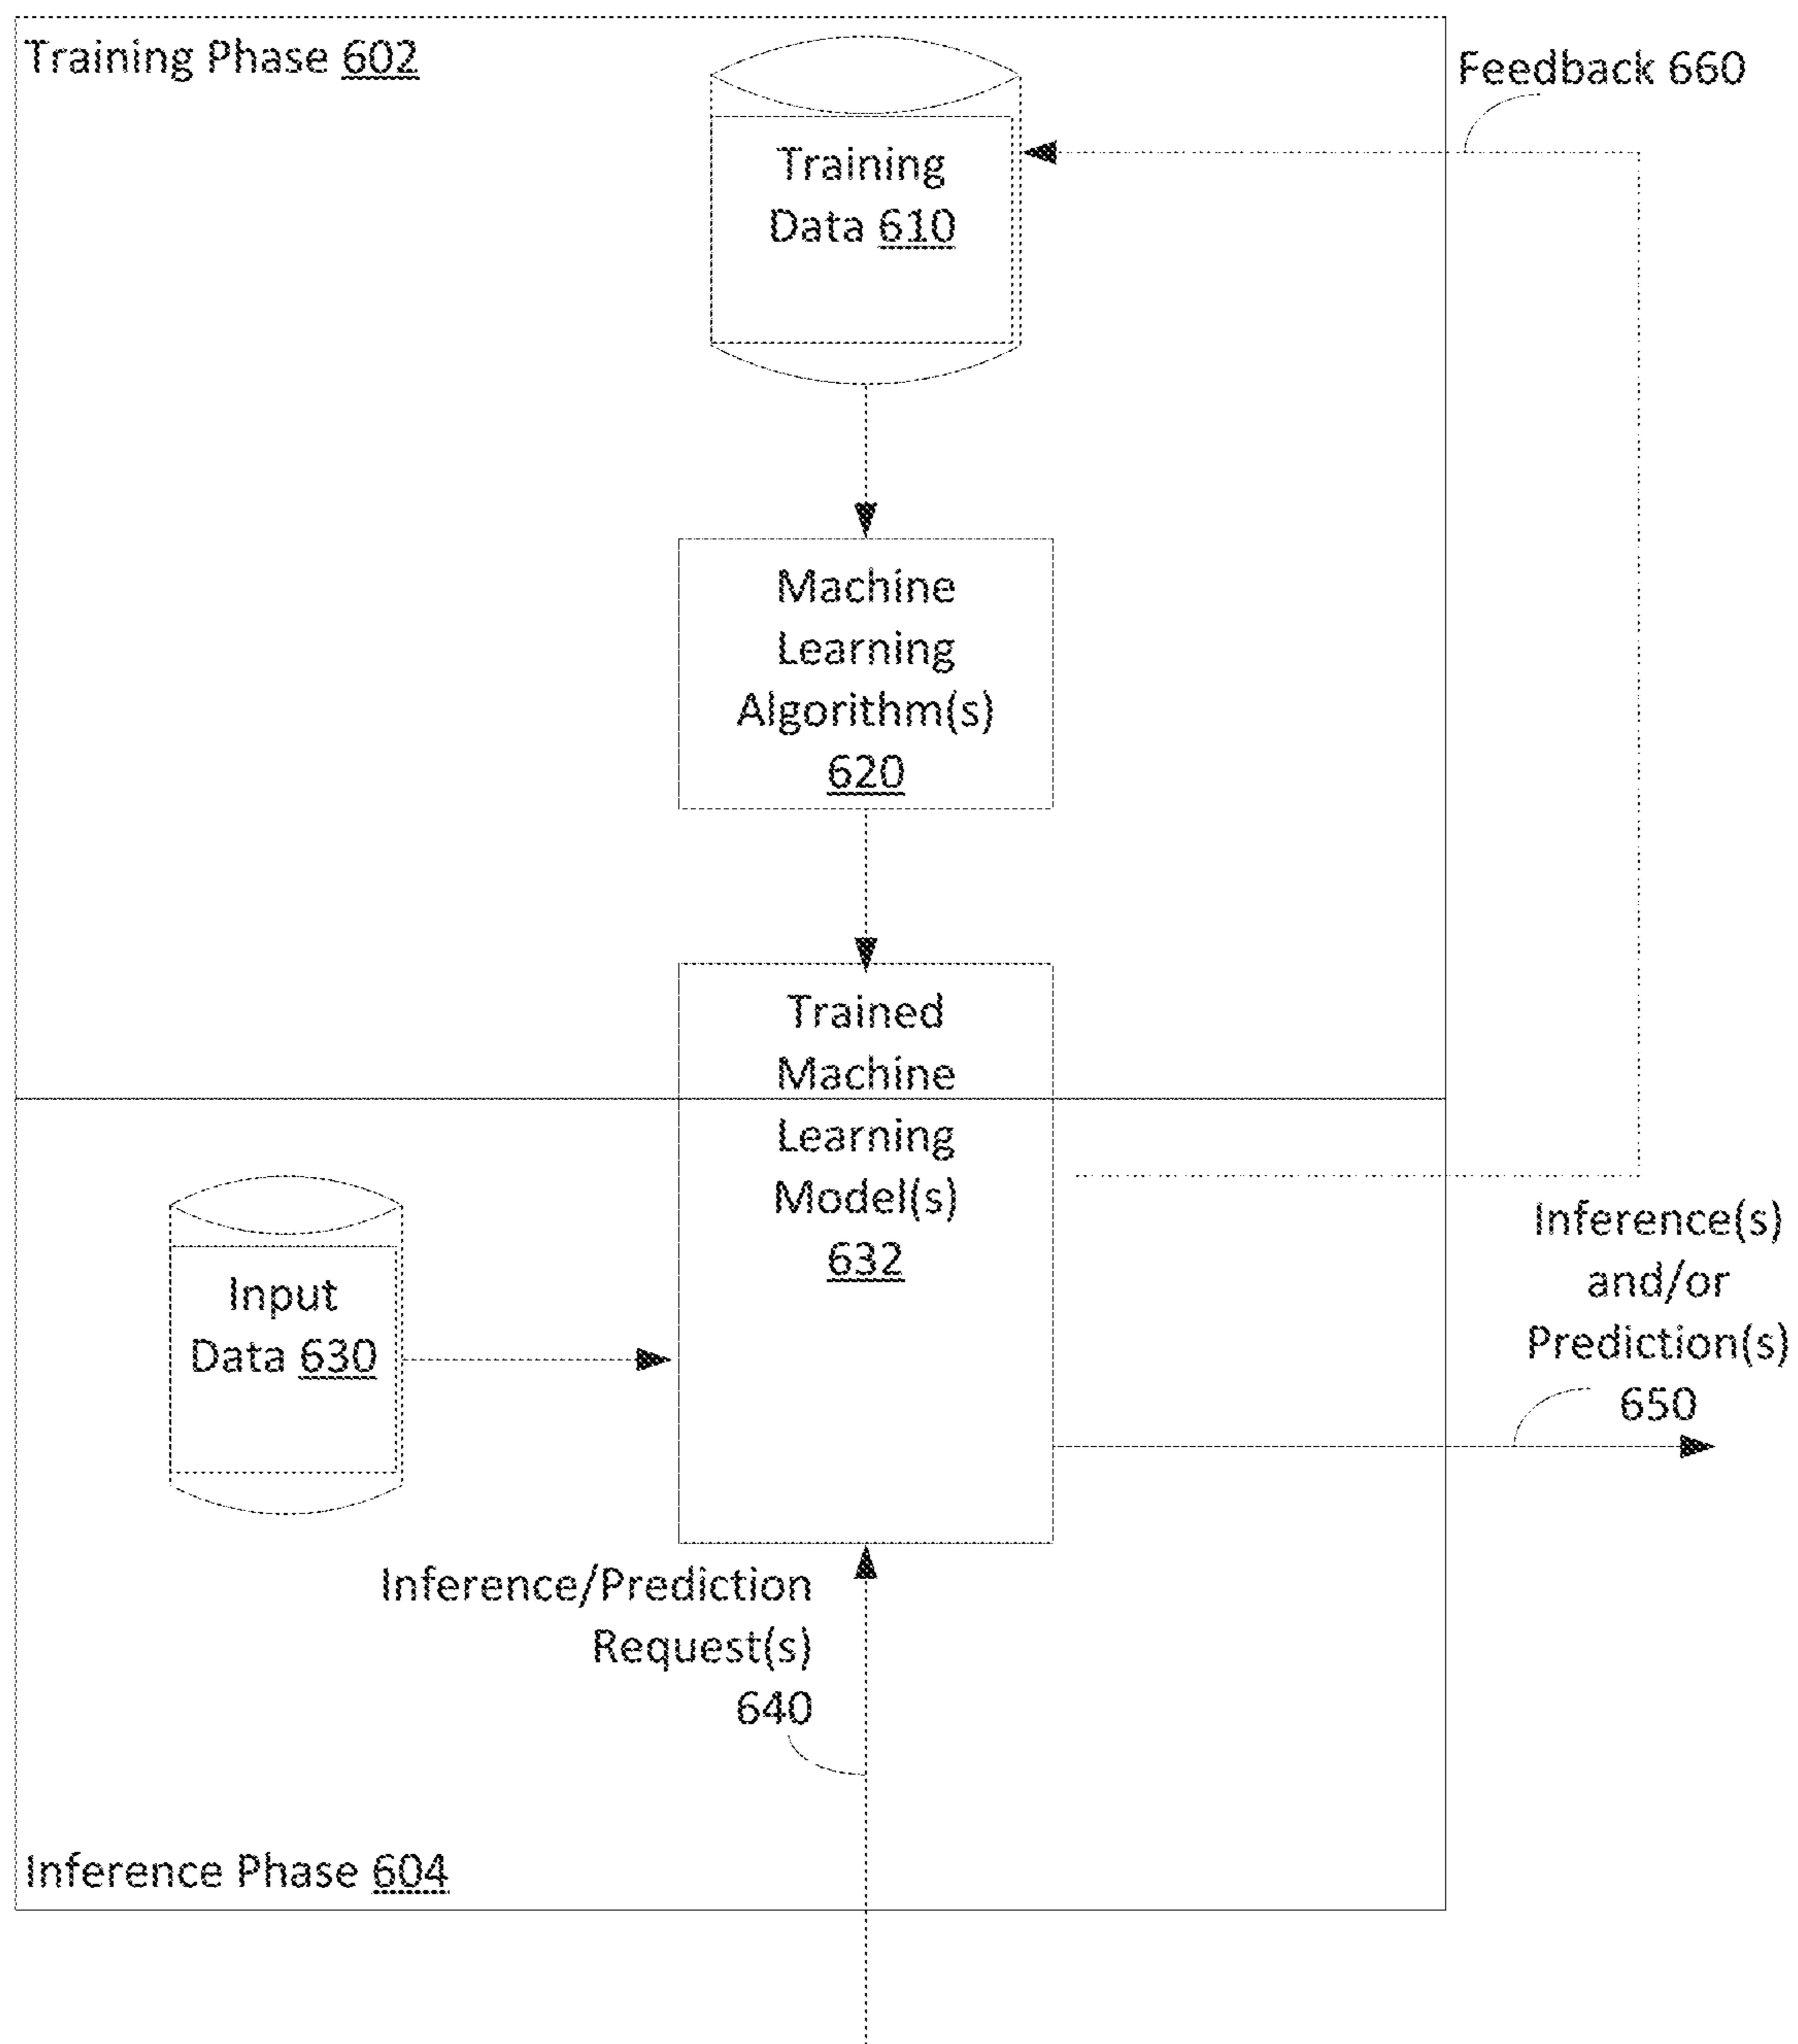 Training Phase 602
Feedback 660
Training
Data 610
Machine
Learning
Algorithm(s)
620
Trained
Machine
Learning
Model(s)
632
Input
Data 630
Inference(s)
and/or
Prediction(s)
650
Inference/Prediction
Request(s)
640
Inference Phase 604